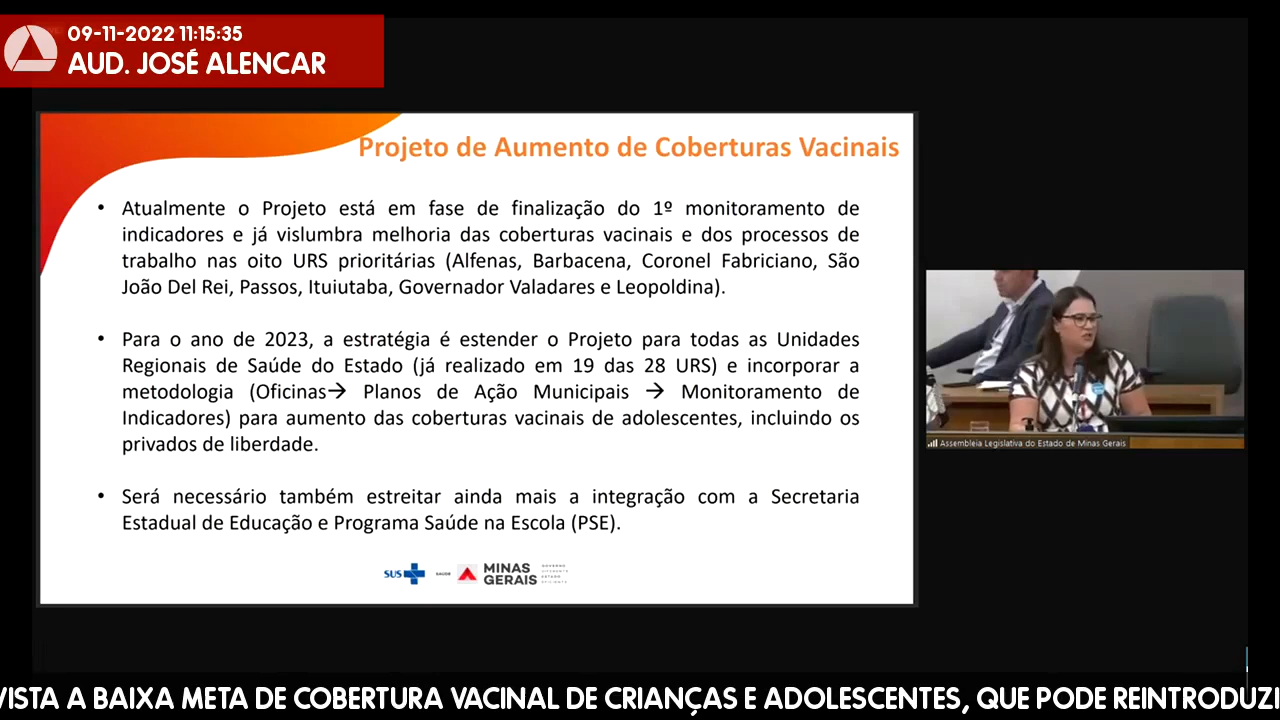 09-11-2022 11:15:35
AUD. JOSÉ ALENCAR
Projeto de Aumento de Coberturas Vacinais
• Atualmente o Projeto está em fase de finalização do 1º monitoramento de
indicadores e já vislumbra melhoria das coberturas vacinais e dos processos de
trabalho nas oito URS prioritárias (Alfenas, Barbacena, Coronel Fabriciano, São
João Del Rei, Passos, Ituiutaba, Governador Valadares e Leopoldina).
• Para o ano de 2023, a estratégia é estender o Projeto para todas as Unidades
Regionais de Saúde do Estado (já realizado em 19 das 28 URS) e incorporar a
metodologia (Oficinas→ Planos de Ação Municipais → Monitoramento de
Indicadores) para aumento das coberturas vacinais de adolescentes, incluindo os
privados de liberdade.
• Será necessário também estreitar ainda mais a integração com a Secretaria
Estadual de Educação e Programa Saúde na Escola (PSE).
SUS SAÚDE MINAS
GERAIS
Assembleia Legislativa do Estado de Minas Gerais
VISTA A BAIXA META DE COBERTURA VACINAL DE CRIANÇAS E ADOLESCENTES, QUE PODE REINTRODUZI